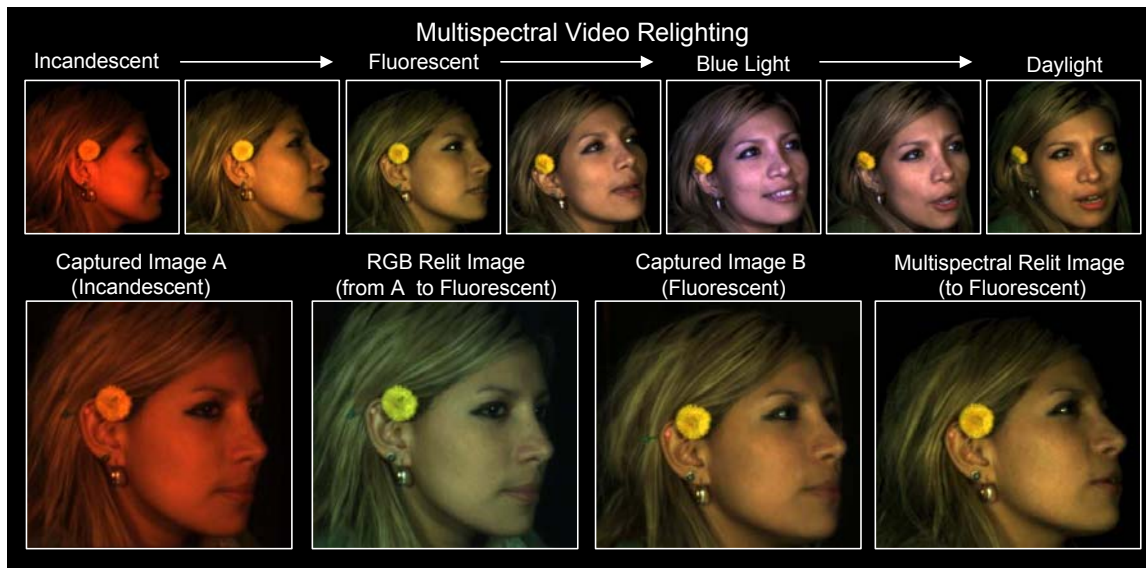 Multispectral Video Relighting
Incandescent
Fluorescent
Blue Light
Daylight
Captured Image A
(Incandescent)
RGB Relit Image
(from A to Fluorescent)
Captured Image B
(Fluorescent)
Multispectral Relit Image
(to Fluorescent)